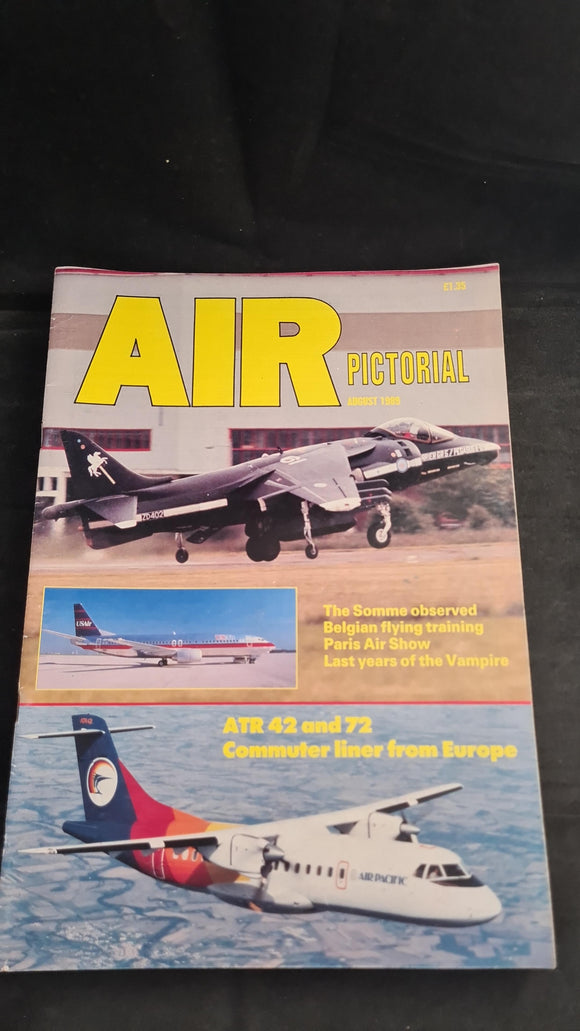 £1.35
AIR
PICTORIAL
AUGUST 1989
ZD402
USAir
The Somme observed
Belgian flying training
Paris Air Show
Last years of the Vampire
ATR 42 and 72
Commuter liner from Europe
AIR PACIFIC